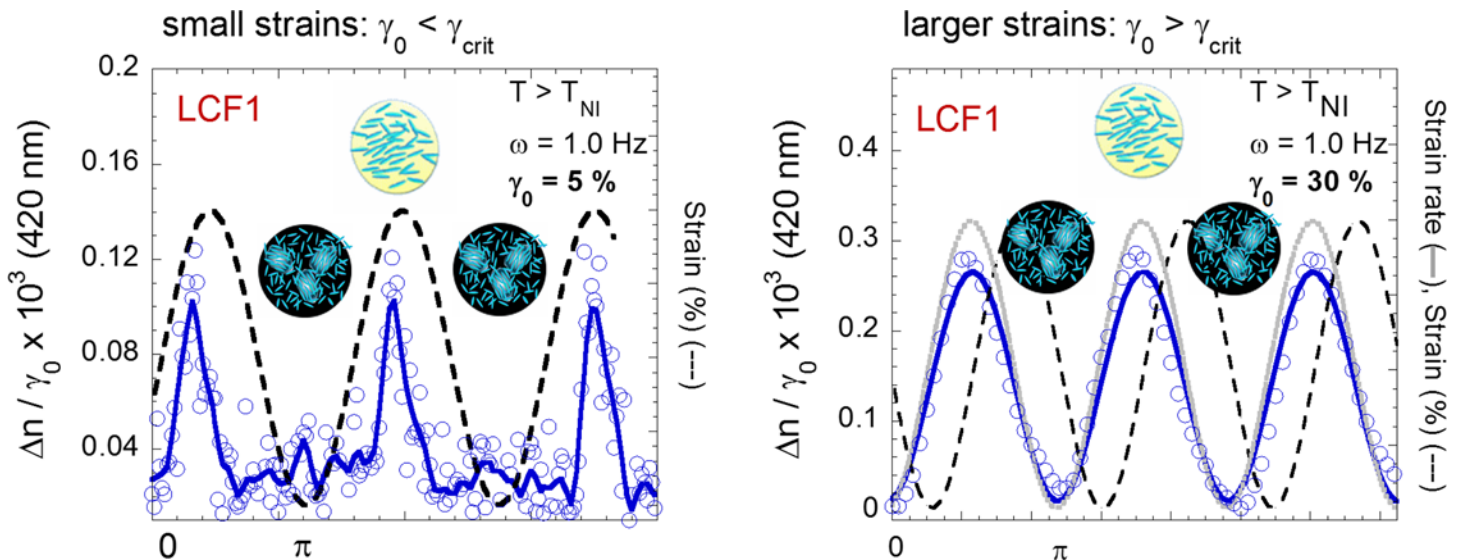 small strains: γ0 < γcrit
0.2
0.16
0.12
0.08
0.04
Δn / γ0 x 10³ (420 nm)
LCF1
T > TNI
ω = 1.0 Hz
γ0 = 5 %
Strain (%) (---)
0 π
larger strains: γ0 > γcrit
0.4
0.3
0.2
0.1
0
Δn / γ0 x 10³ (420 nm)
LCF1
T > TNI
ω = 1.0 Hz
γ0 = 30 %
Strain rate (—), Strain (%) (---)
0 π